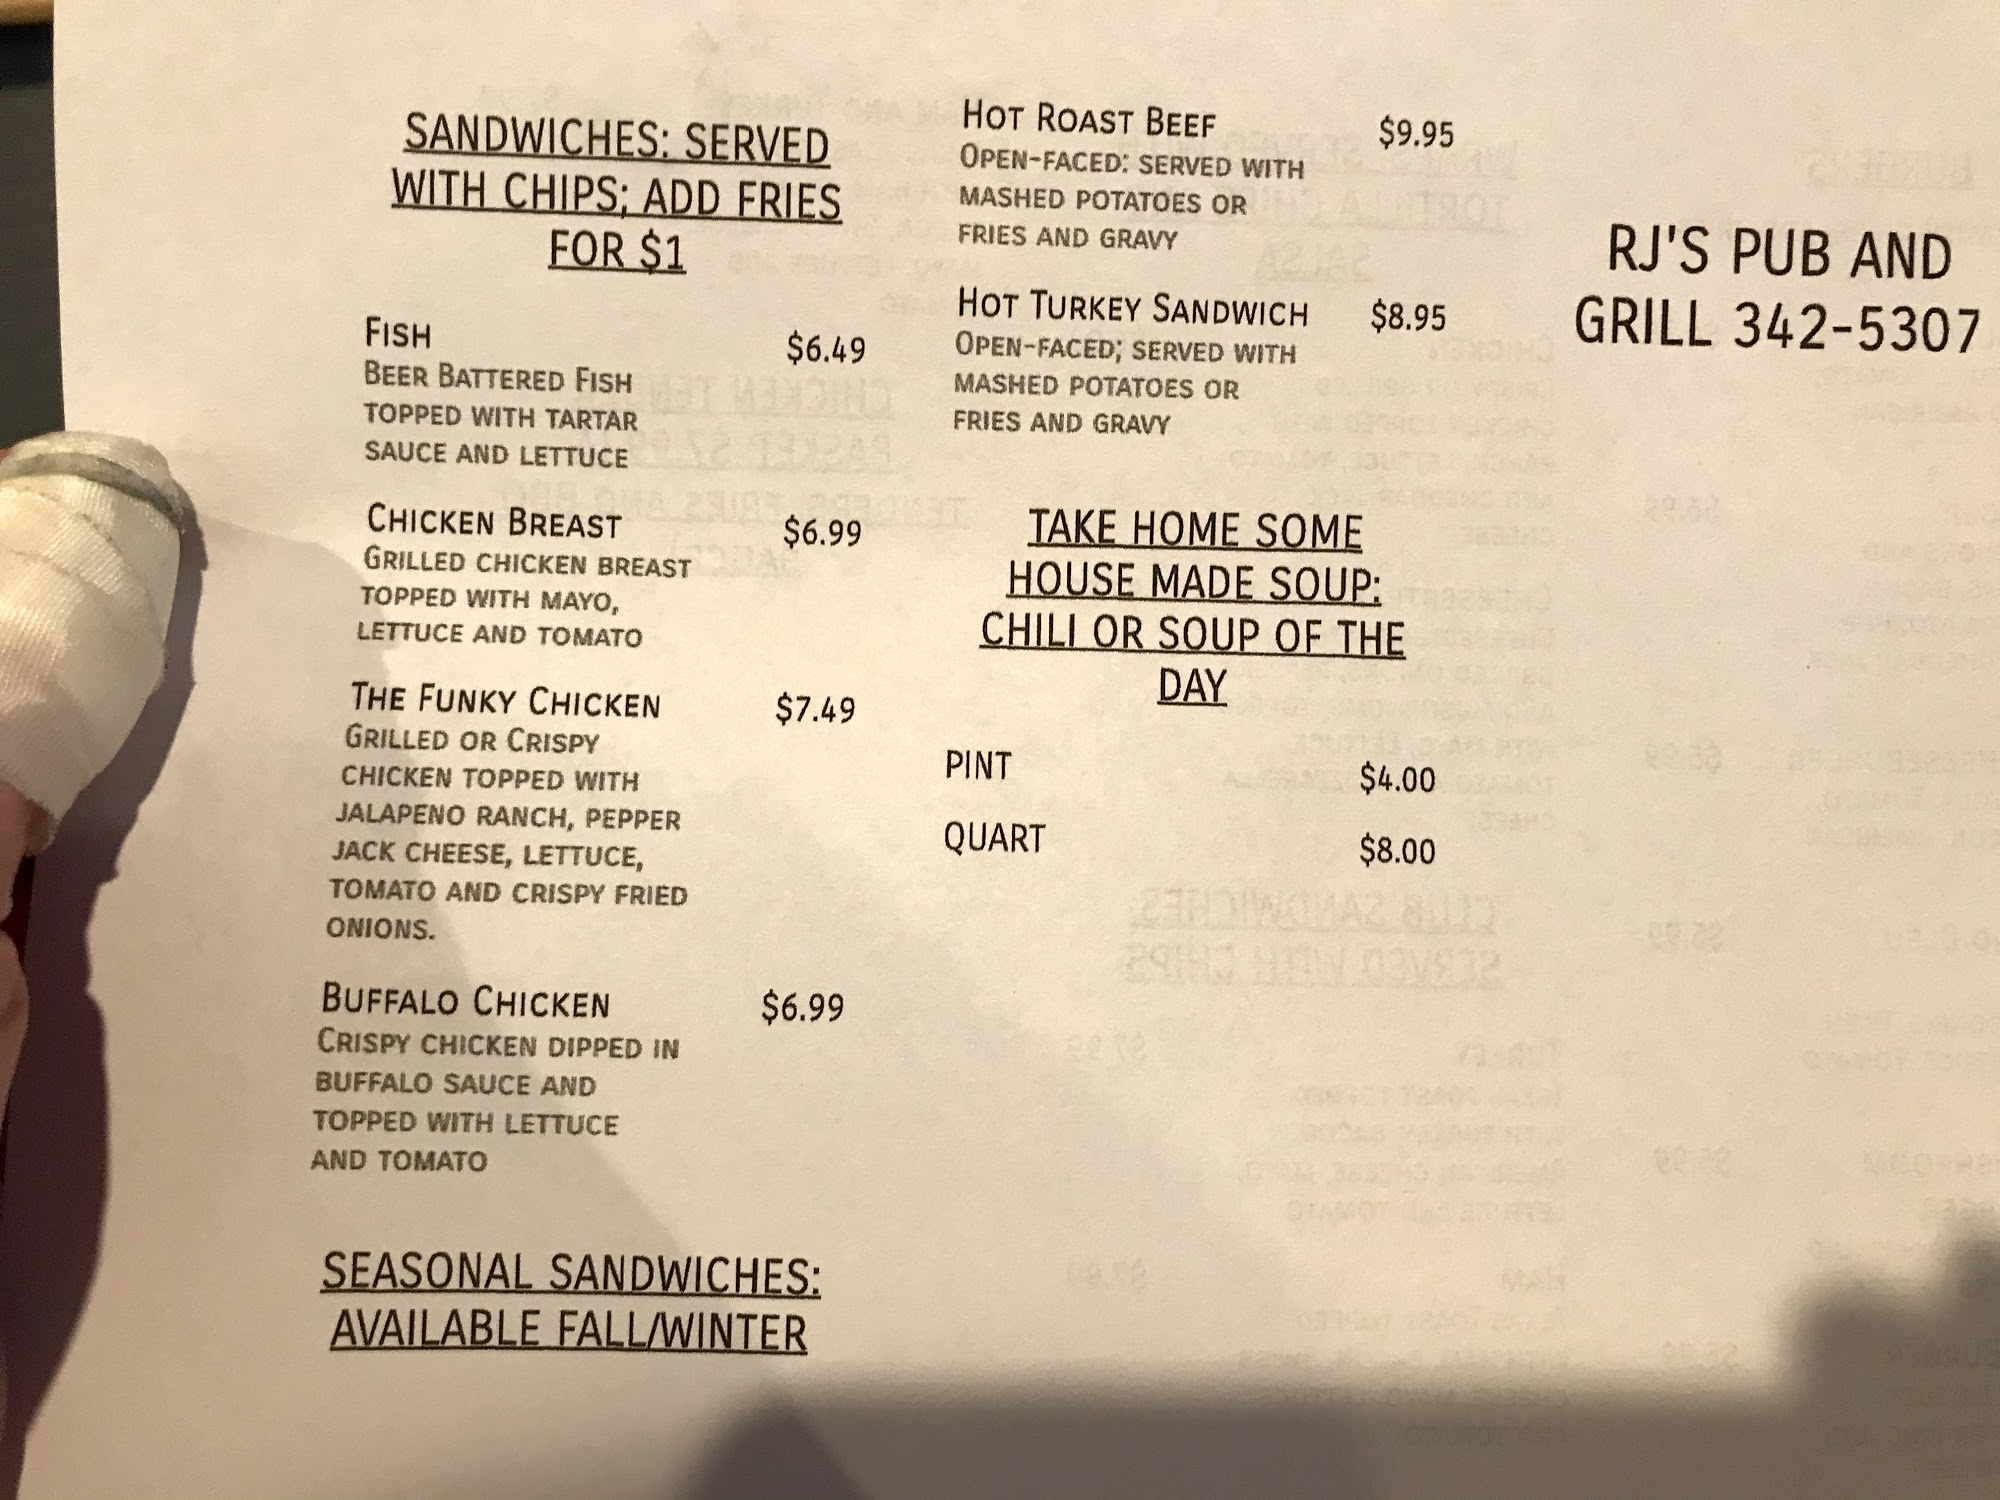 SANDWICHES: SERVED
WITH CHIPS; ADD FRIES
FOR $1
FISH $6.49
BEER BATTERED FISH
TOPPED WITH TARTAR
SAUCE AND LETTUCE
CHICKEN BREAST $6.99
GRILLED CHICKEN BREAST
TOPPED WITH MAYO,
LETTUCE AND TOMATO
THE FUNKY CHICKEN $7.49
GRILLED OR CRISPY
CHICKEN TOPPED WITH
JALAPENO RANCH, PEPPER
JACK CHEESE, LETTUCE,
TOMATO AND CRISPY FRIED
ONIONS.
BUFFALO CHICKEN $6.99
CRISPY CHICKEN DIPPED IN
BUFFALO SAUCE AND
TOPPED WITH LETTUCE
AND TOMATO
SEASONAL SANDWICHES:
AVAILABLE FALL/WINTER
HOT ROAST BEEF $9.95
OPEN-FACED: SERVED WITH
MASHED POTATOES OR
FRIES AND GRAVY
HOT TURKEY SANDWICH $8.95
OPEN-FACED; SERVED WITH
MASHED POTATOES OR
FRIES AND GRAVY
TAKE HOME SOME
HOUSE MADE SOUP:
CHILI OR SOUP OF THE
DAY
PINT $4.00
QUART $8.00
RJ'S PUB AND
GRILL 342-5307